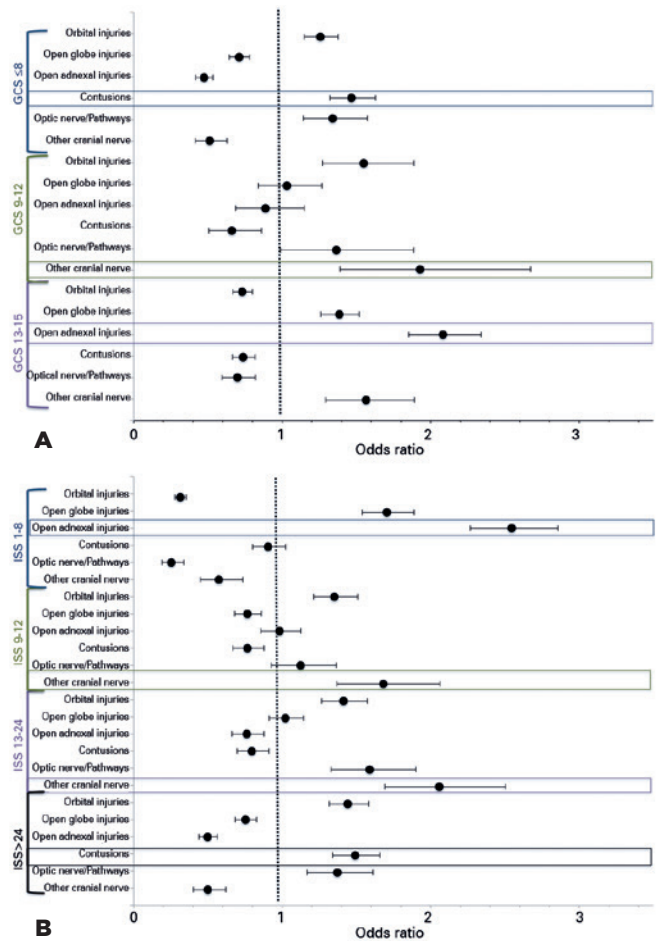 GCS ≤8
Orbital injuries
Open globe injuries
Open adnexal injuries
Contusions
Optic nerve/Pathways
Other cranial nerve
GCS 9-12
Orbital injuries
Open globe injuries
Open adnexal injuries
Contusions
Optic nerve/Pathways
Other cranial nerve
GCS 13-15
Orbital injuries
Open globe injuries
Open adnexal injuries
Contusions
Optical nerve/Pathways
Other cranial nerve
0 1 2 3
Odds ratio
A
ISS 1-8
Orbital injuries
Open globe injuries
Open adnexal injuries
Contusions
Optic nerve/Pathways
Other cranial nerve
ISS 9-12
Orbital injuries
Open globe injuries
Open adnexal injuries
Contusions
Optic nerve/Pathways
Other cranial nerve
ISS 13-24
Orbital injuries
Open globe injuries
Open adnexal injuries
Contusions
Optic nerve/Pathways
Other cranial nerve
ISS> 24
Orbital injuries
Open globe injuries
Open adnexal injuries
Contusions
Optic nerve/Pathways
Other cranial nerve
0 1 2 3
Odds ratio
B